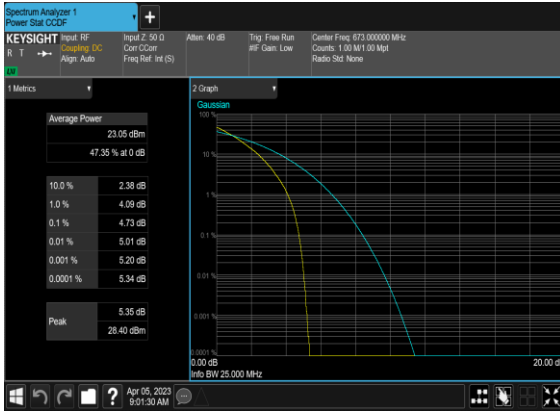 Spectrum Analyzer 1
Power Stat CCDF
+
KEYSIGHT
R T
LXI
Input: RF
Coupling: DC
Align: Auto
Input Z: 50 Ω
Corr CCorr
Freq Ref: Int (S)
Atten: 40 dB
Trig: Free Run
#IF Gain: Low
Center Freq: 673.000000 MHz
Counts: 1.00 M/1.00 Mpt
Radio Std: None
1 Metrics
Average Power
23.05 dBm
47.35 % at 0 dB
10.0 % 2.38 dB
1.0 % 4.09 dB
0.1 % 4.73 dB
0.01 % 5.01 dB
0.001 % 5.20 dB
0.0001 % 5.34 dB
Peak
5.35 dB
28.40 dBm
2 Graph
Gaussian
100 %
10 %
1 %
0.1 %
0.01 %
0.001 %
0.0001 %
0.00 dB
20.00 d
Info BW 25.000 MHz
?
Apr 05, 2023
9:01:30 AM